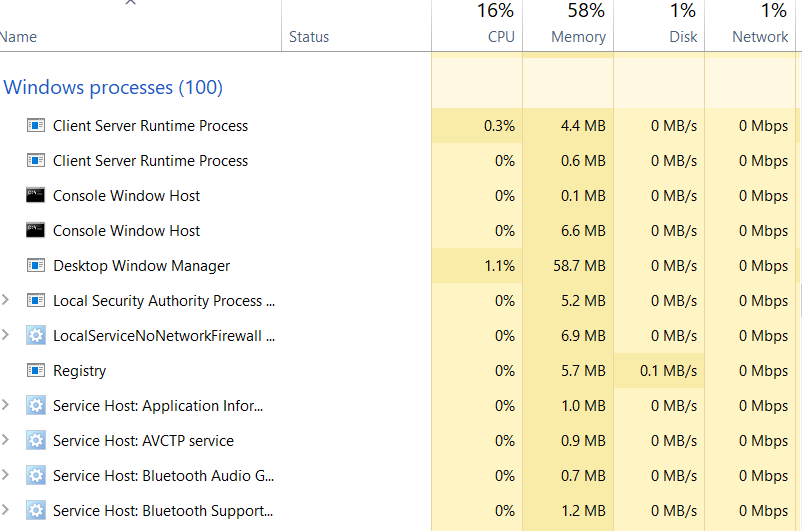 16% 58% 1% 1%
Name Status CPU Memory Disk Network
Windows processes (100)
Client Server Runtime Process 0.3% 4.4 MB 0 MB/s 0 Mbps
Client Server Runtime Process 0% 0.6 MB 0 MB/s 0 Mbps
Console Window Host 0% 0.1 MB 0 MB/s 0 Mbps
Console Window Host 0% 6.6 MB 0 MB/s 0 Mbps
Desktop Window Manager 1.1% 58.7 MB 0 MB/s 0 Mbps
Local Security Authority Process ... 0% 5.2 MB 0 MB/s 0 Mbps
LocalServiceNoNetworkFirewall ... 0% 6.9 MB 0 MB/s 0 Mbps
Registry 0% 5.7 MB 0.1 MB/s 0 Mbps
Service Host: Application Infor... 0% 1.0 MB 0 MB/s 0 Mbps
Service Host: AVCTP service 0% 0.9 MB 0 MB/s 0 Mbps
Service Host: Bluetooth Audio G... 0% 0.7 MB 0 MB/s 0 Mbps
Service Host: Bluetooth Support... 0% 1.2 MB 0 MB/s 0 Mbps